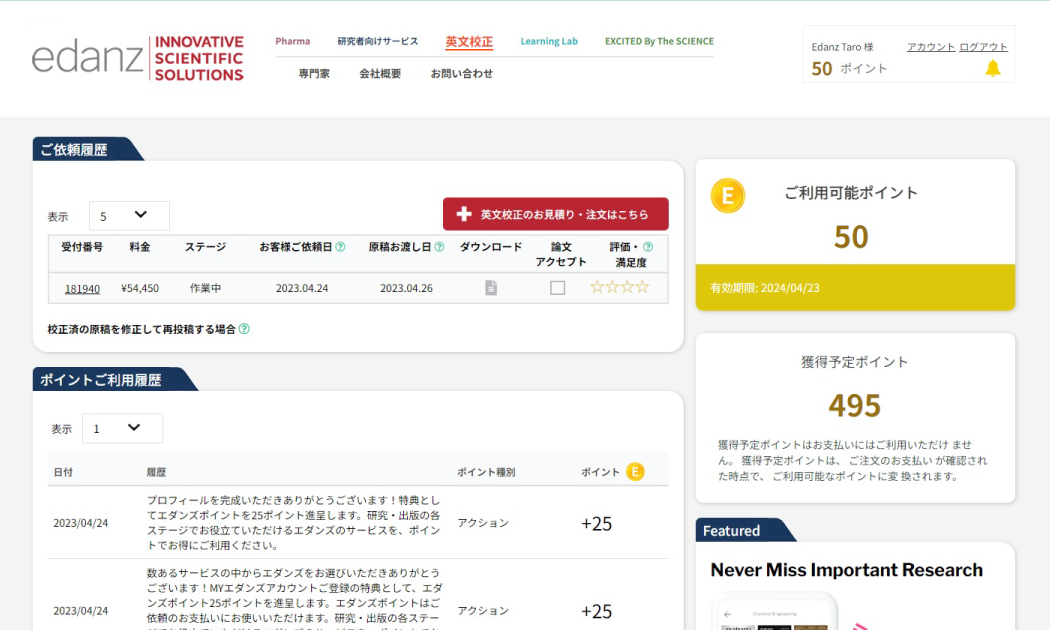 edanz
INNOVATIVE
SCIENTIFIC
SOLUTIONS
Pharma 研究者向けサービス 英文校正 Learning Lab EXCITED By The SCIENCE
専門家 会社概要 お問い合わせ
Edanz Taro 様 アカウント ログアウト
50 ポイント
ご依頼履歴
表示 5
英文校正のお見積り・注文はこちら
受付番号 料金 ステージ お客様ご依頼日 ? 原稿お渡し日 ? ダウンロード 論文 評価・ ?
アクセプト 満足度
181940 ¥54,450 作業中 2023.04.24 2023.04.26
校正済の原稿を修正して再投稿する場合 ?
E
ご利用可能ポイント
50
有効期限: 2024/04/23
獲得予定ポイント
495
獲得予定ポイントはお支払いにはご利用いただけ ませ
ん。 獲得予定ポイントは、 ご注文のお支払い が確認され
た時点で、 ご利用可能なポイントに変 換されます。
ポイントご利用履歴
表示 1
日付 履歴 ポイント種別 ポイント E
プロフィールを完成いただきありがとうございます！特典とし
てエダンズポイントを25ポイント進呈します。研究・出版の各
2023/04/24 ステージでお役立ていただけるエダンズのサービスを、ポイン アクション +25
トでお得にご利用ください。
数あるサービスの中からエダンズをお選びいただきありがとう
ございます！MYエダンズアカウントご登録の特典として、エダ
ンズポイント25ポイントを進呈します。エダンズポイントはご
2023/04/24 依頼のお支払いにお使いいただけます。研究・出版の各ステー アクション +25
Featured
Never Miss Important Research
Chemical Engineering